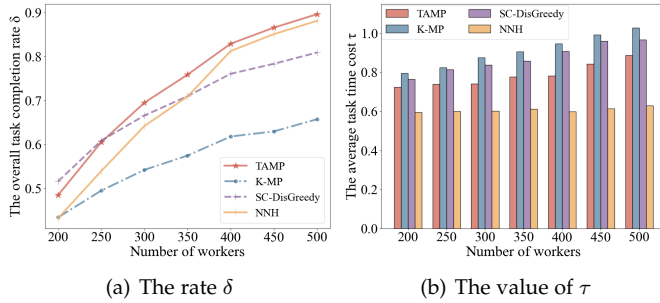 The overall task completion rate δ
0.9
0.8
0.7
0.6
0.5
TAMP
K-MP
SC-DisGreedy
NNH
200 250 300 350 400 450 500
Number of workers
(a) The rate δ
The average task time cost τ
1.0
0.8
0.6
0.4
0.2
0.0
TAMP SC-DisGreedy
K-MP NNH
200 250 300 350 400 450 500
Number of workers
(b) The value of τ